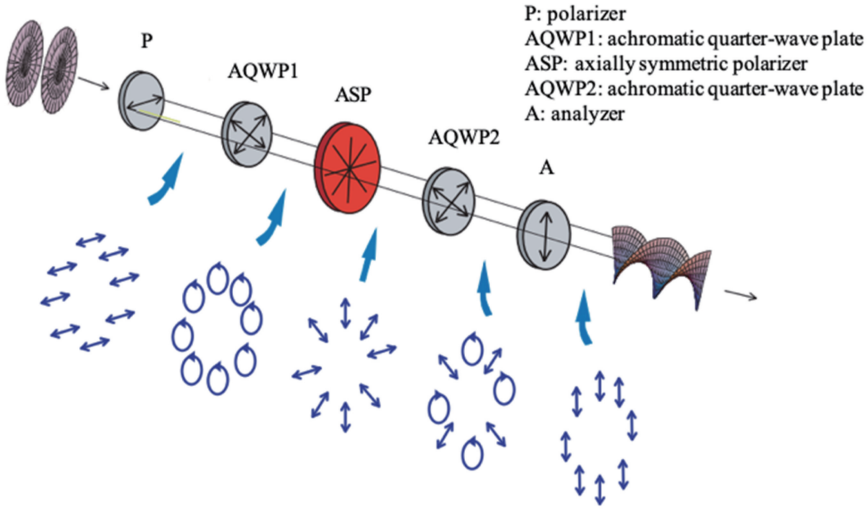 P: polarizer
AQWP1: achromatic quarter-wave plate
ASP: axially symmetric polarizer
AQWP2: achromatic quarter-wave plate
A: analyzer
P
AQWP1
ASP
AQWP2
A